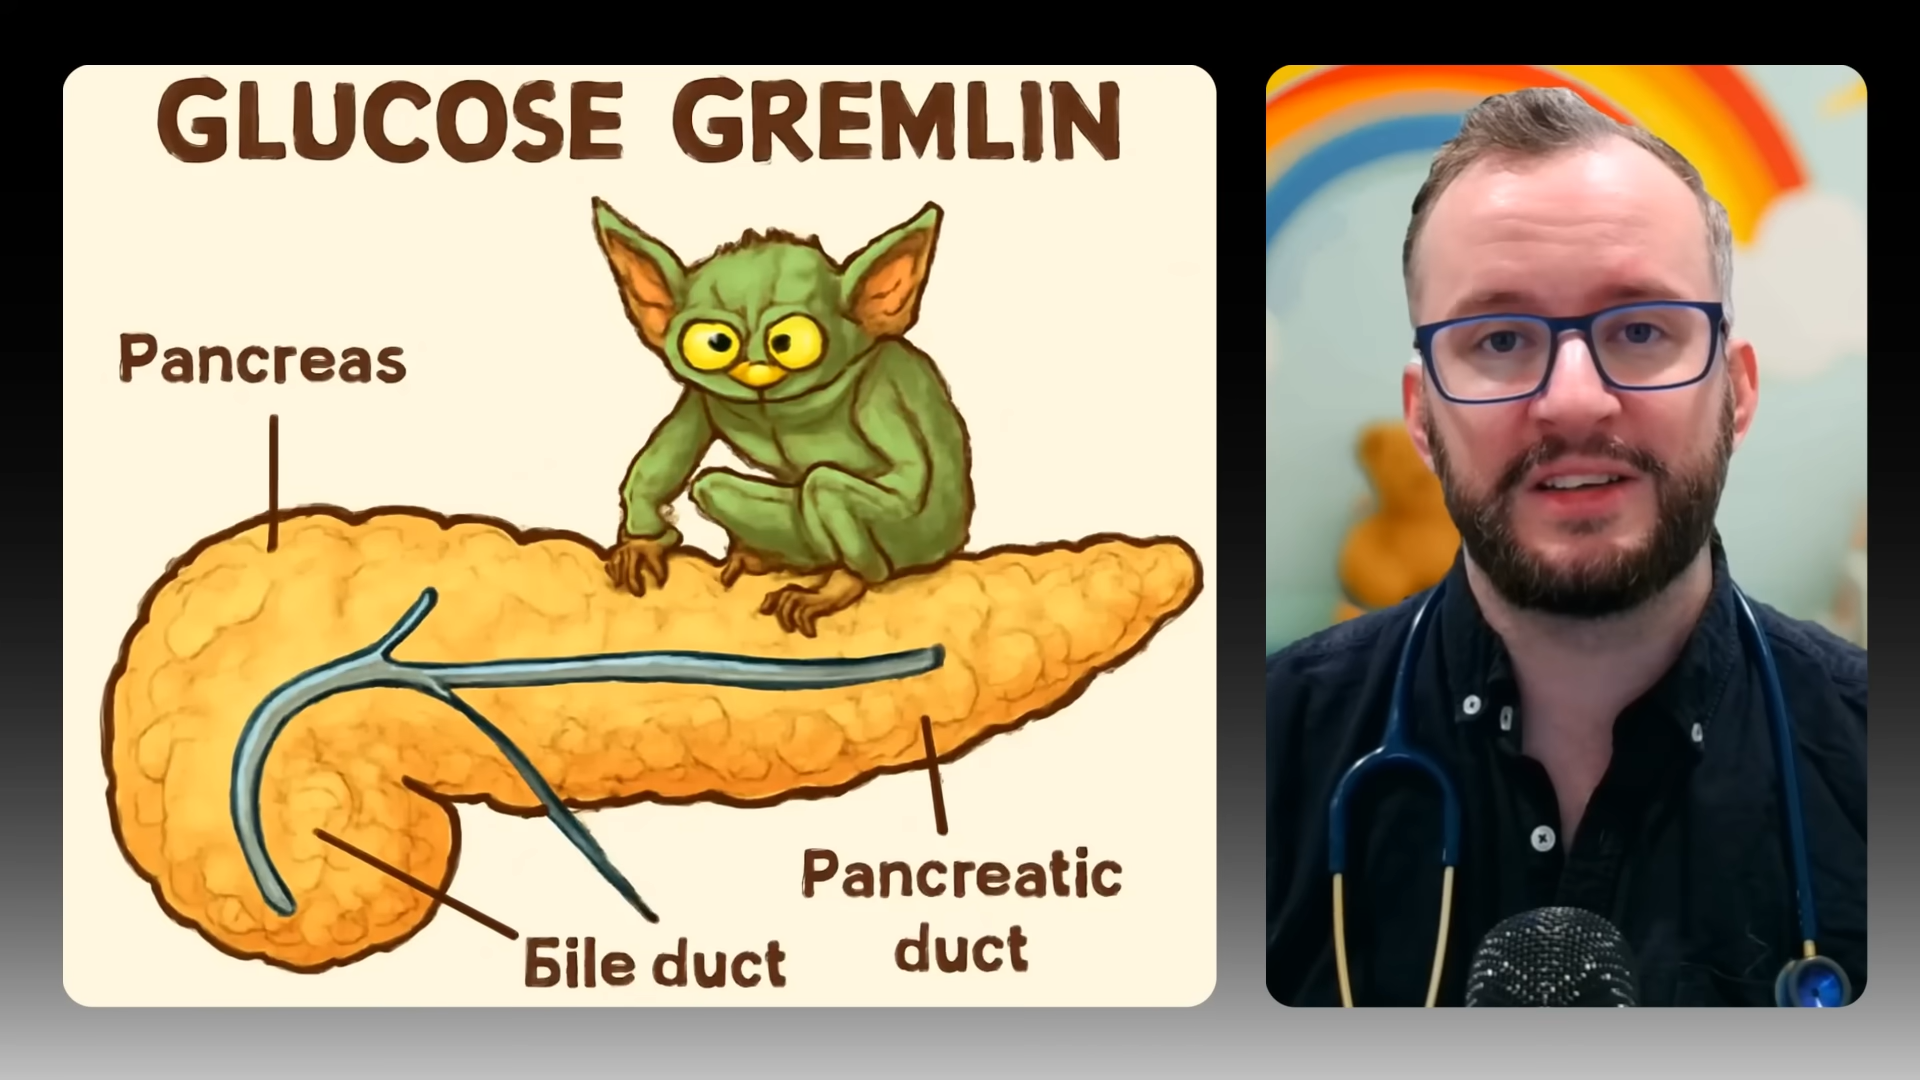 GLUCOSE GREMLIN
Pancreas
Pancreatic
duct
Бile duct